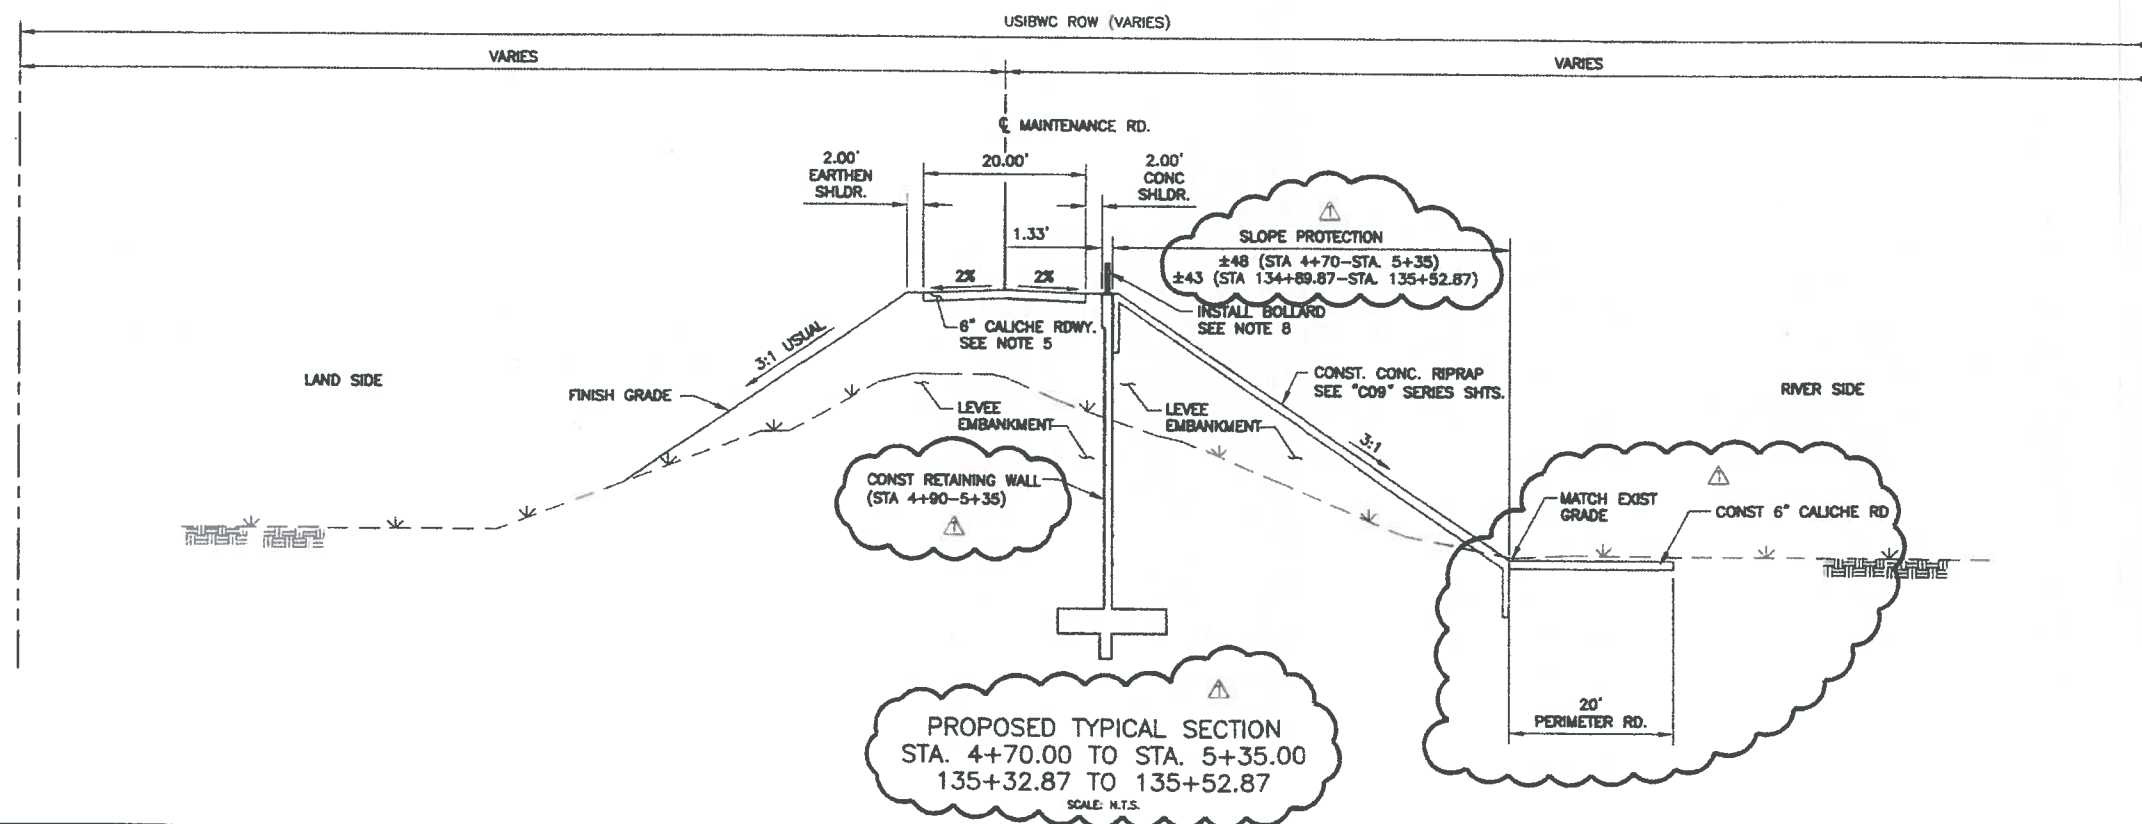 USIBWC ROW (VARIES)
VARIES
VARIES
℄ MAINTENANCE RD.
2.00'
EARTHEN
SHLDR.
20.00'
2.00'
CONC
SHLDR.
1.33'
1
SLOPE PROTECTION
±48 (STA 4+70-STA. 5+35)
±43 (STA 134+89.87-STA. 135+52.87)
2%
2%
INSTALL BOLLARD
SEE NOTE 8
6" CALICHE RDWY.
SEE NOTE 5
3:1 USUAL
LAND SIDE
FINISH GRADE
CONST. CONC. RIPRAP
SEE "C09" SERIES SHTS.
RIVER SIDE
LEVEE
EMBANKMENT
LEVEE
EMBANKMENT
3:1
CONST RETAINING WALL
(STA 4+90-5+35)
1
1
MATCH EXIST
GRADE
CONST 6" CALICHE RD
20'
PERIMETER RD.
1
PROPOSED TYPICAL SECTION
STA. 4+70.00 TO STA. 5+35.00
135+32.87 TO 135+52.87
SCALE: N.T.S.